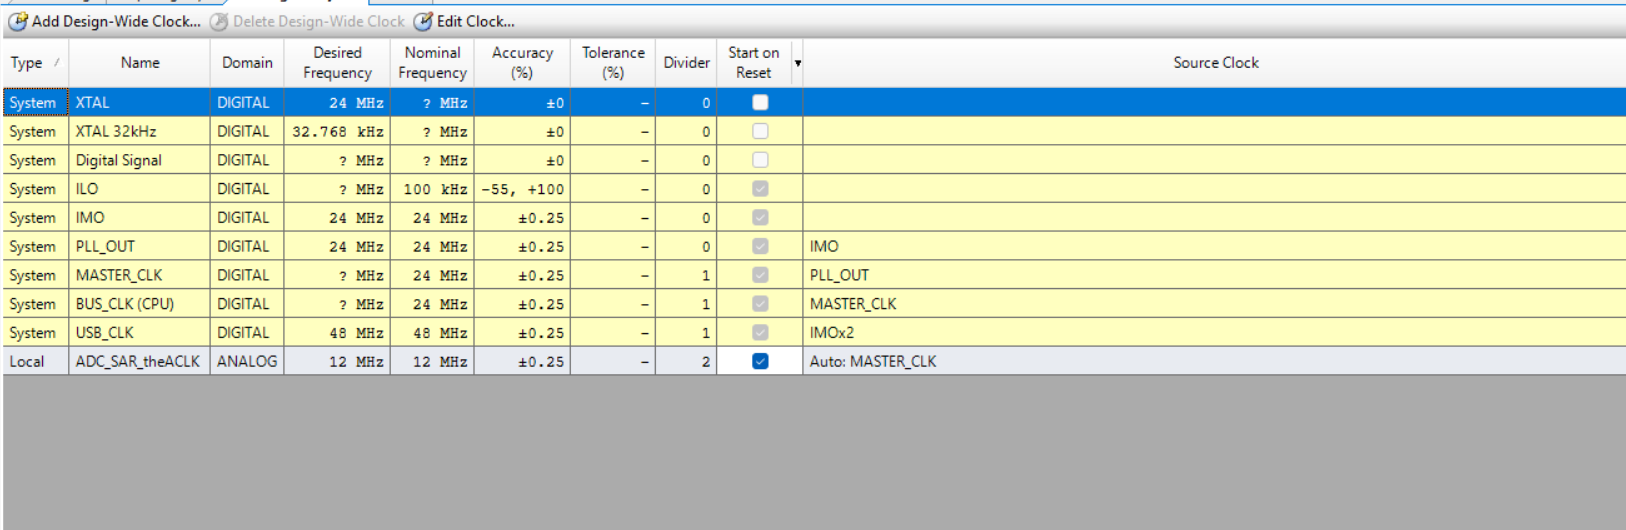 Add Design-Wide Clock... Delete Design-Wide Clock Edit Clock...
Type / Name Domain Desired Frequency Nominal Frequency Accuracy (%) Tolerance (%) Divider Start on Reset Source Clock
System XTAL DIGITAL 24 MHz ? MHz ±0 - 0
System XTAL 32kHz DIGITAL 32.768 kHz ? MHz ±0 - 0
System Digital Signal DIGITAL ? MHz ? MHz ±0 - 0
System ILO DIGITAL ? MHz 100 kHz -55, +100 - 0
System IMO DIGITAL 24 MHz 24 MHz ±0.25 - 0
System PLL_OUT DIGITAL 24 MHz 24 MHz ±0.25 - 0 IMO
System MASTER_CLK DIGITAL ? MHz 24 MHz ±0.25 - 1 PLL_OUT
System BUS_CLK (CPU) DIGITAL ? MHz 24 MHz ±0.25 - 1 MASTER_CLK
System USB_CLK DIGITAL 48 MHz 48 MHz ±0.25 - 1 IMOx2
Local ADC_SAR_theACLK ANALOG 12 MHz 12 MHz ±0.25 - 2 Auto: MASTER_CLK